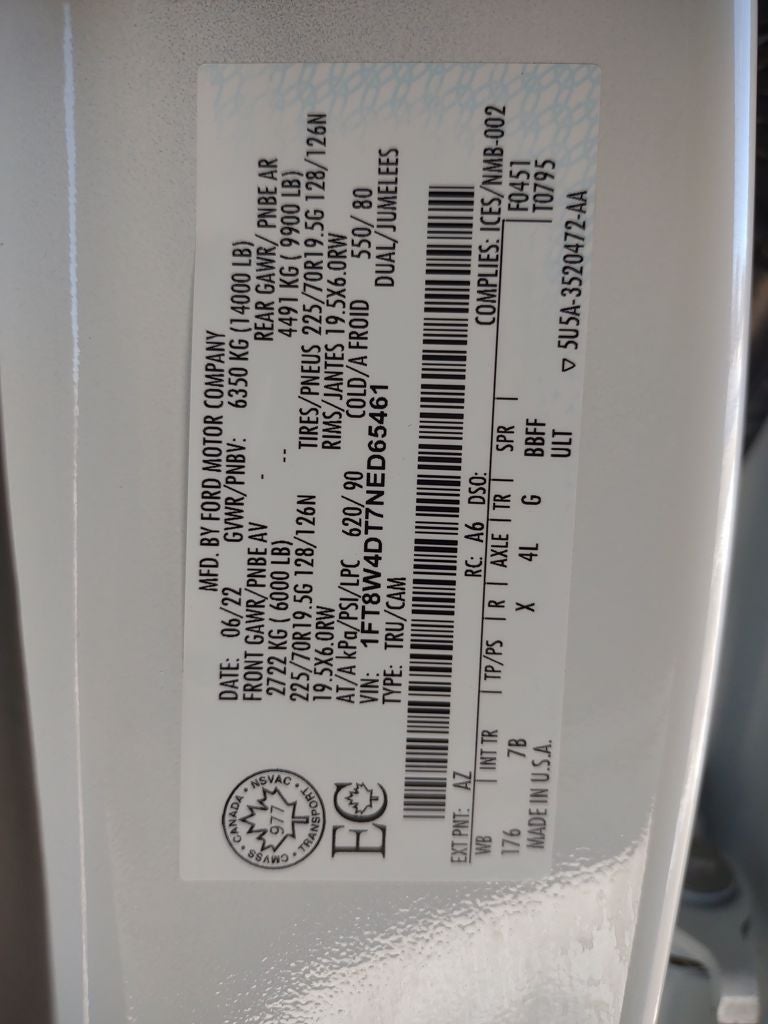 MFD. BY FORD MOTOR COMPANY
DATE: 06/22 GVWR/PNBV: 6350 KG (14000 LB)
FRONT GAWR/PNBE AV - REAR GAWR/ PNBE AR
2722 KG ( 6000 LB) -- 4491 KG ( 9900 LB)
225/70R19.5G 128/126N TIRES/PNEUS 225/70R19.5G 128/126N
19.5X6.0RW RIMS/JANTES 19.5X6.0RW
AT/A kPa/PSI/LPC 620/ 90 COLD/A FROID 550/ 80
VIN: 1FT8W4DT7NED65461 DUAL/JUMELEES
TYPE: TRU/CAM
CANADA • NSVAC • TRANSPORT • CMVSS •
977
EC
COMPLIES: ICES/NMB-002
EXT PNT: AZ RC: A6 DSO: F0451
WB | INT TR | TP/PS | R | AXLE | TR | SPR | T0795
176 7B X 4L G BBFF
MADE IN U.S.A. ULT
▽ 5U5A-3520472-AA